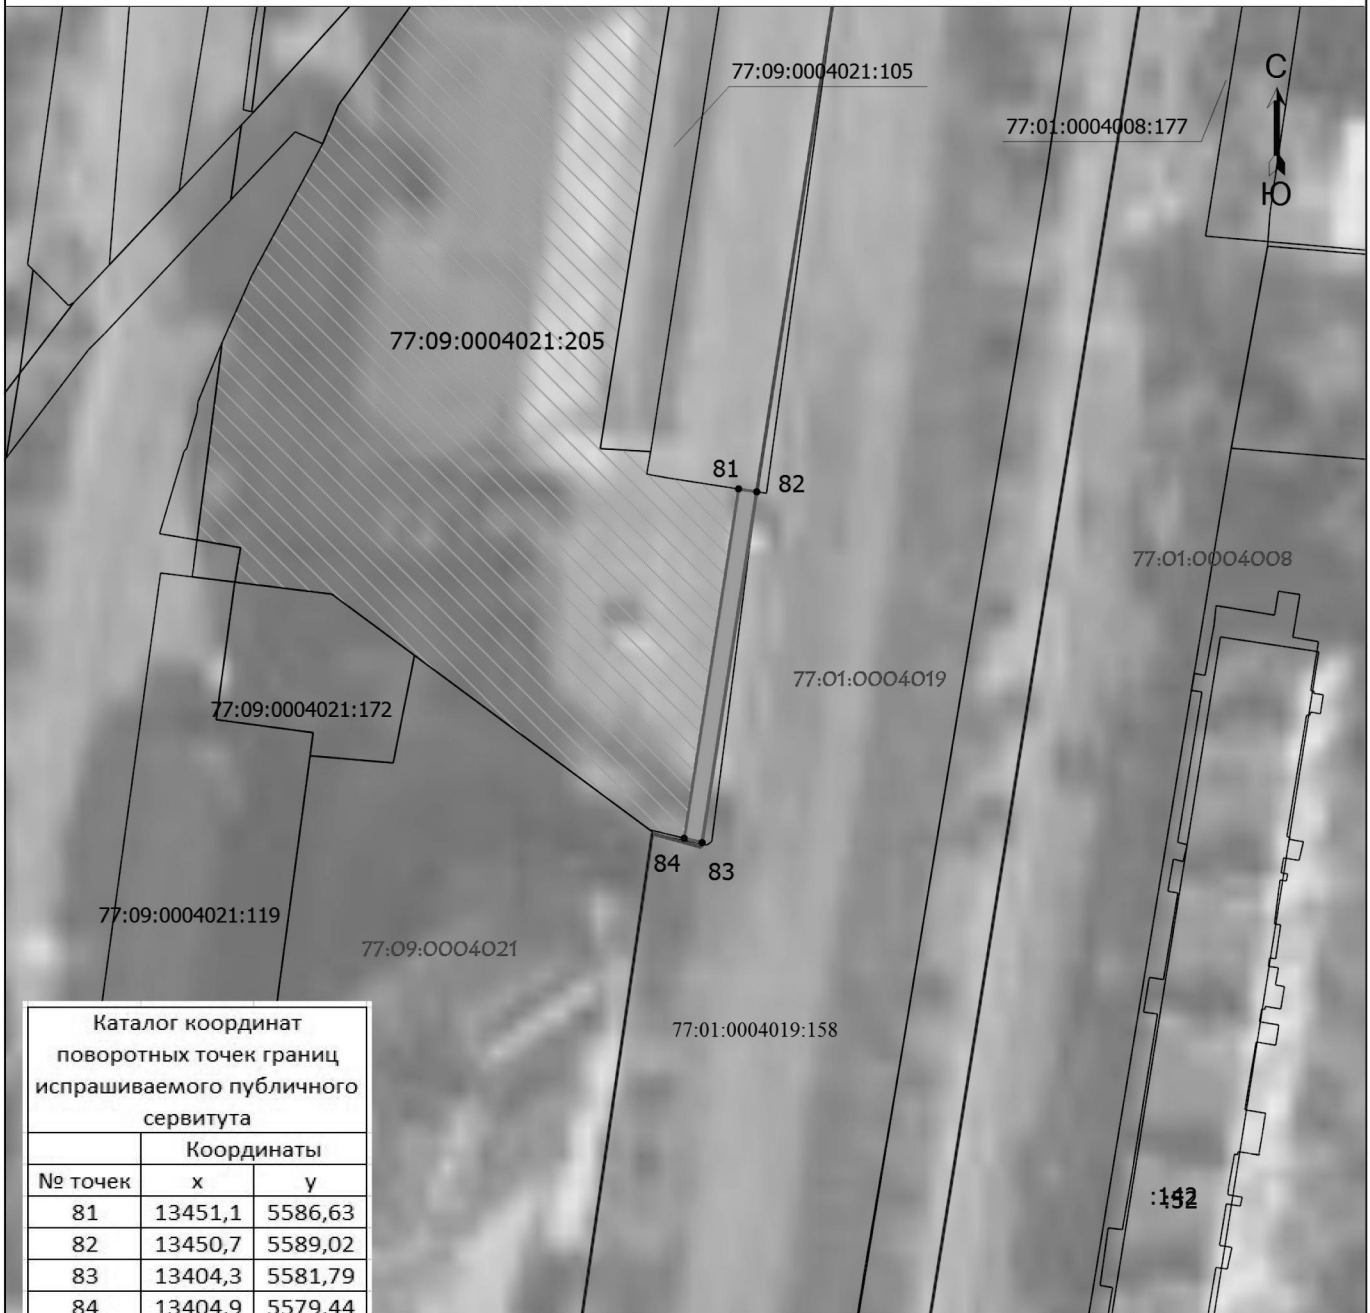 77:09:0004021:105
С
77:01:0004008:177
Ю
77:09:0004021:205
81
82
77:01:0004008
77:01:0004019
77:09:0004021:172
84
83
77:09:0004021:119
77:09:0004021
77:01:0004019:158
Каталог координат
поворотных точек границ
испрашиваемого публичного
сервитута
Координаты
№ точек x y
81 13451,1 5586,63
82 13450,7 5589,02
83 13404,3 5581,79
84 13404,9 5579,44